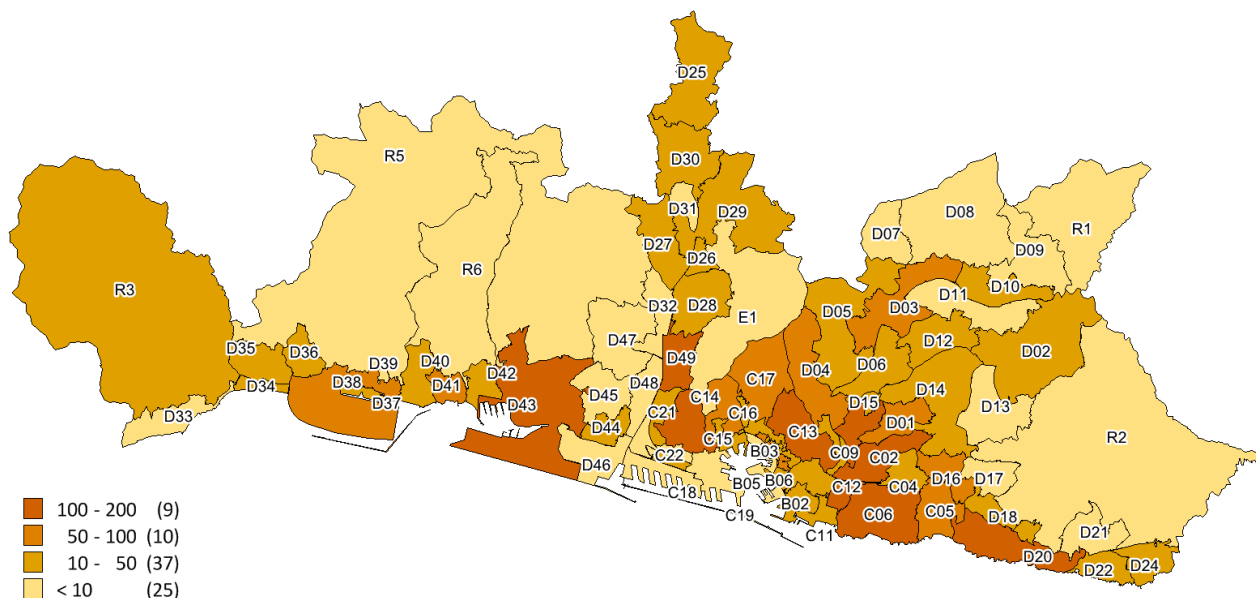 D25
D30
R5
D31
D29
D08
D07
R1
D09
D27
D26
R6
R3
D10
D11
D32
D28
E1
D05
D03
D35
D36
D39
D40
D47
D49
D12
D02
D06
D04
D42
D48
C17
D14
D34
D38
D41
D37
D45
C14
D15
D13
D43
C21
C16
D01
D33
D44
C13
R2
C15
C09
B03
C02
C22
D46
D16
D17
B06
B05
C12
C04
C18
B02
C19
C06
C05
D18
C11
D21
D20
D22
D24
100 - 200 (9)
50 - 100 (10)
10 - 50 (37)
< 10 (25)